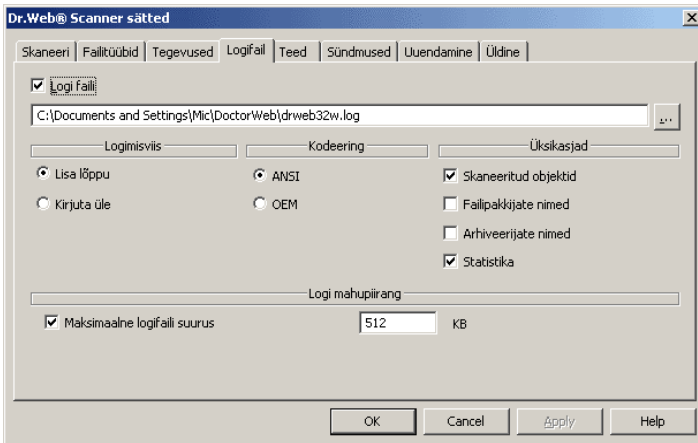 Dr.Web® Scanner sätted
Skaneeri Failitüübid Tegevused Logifail Teed Sündmused Uuendamine Üldine
Logi faili
C:\Documents and Settings\Mic\DoctorWeb\drweb32w.log ...
Logimisviis Kodeering Üksikasjad
Lisa lõppu ANSI Skaneeritud objektid
Kirjuta üle OEM Failipakkijate nimed
Arhiveerijate nimed
Statistika
Logi mahupiirang
Maksimaalne logifaili suurus 512 KB
OK Cancel Apply Help